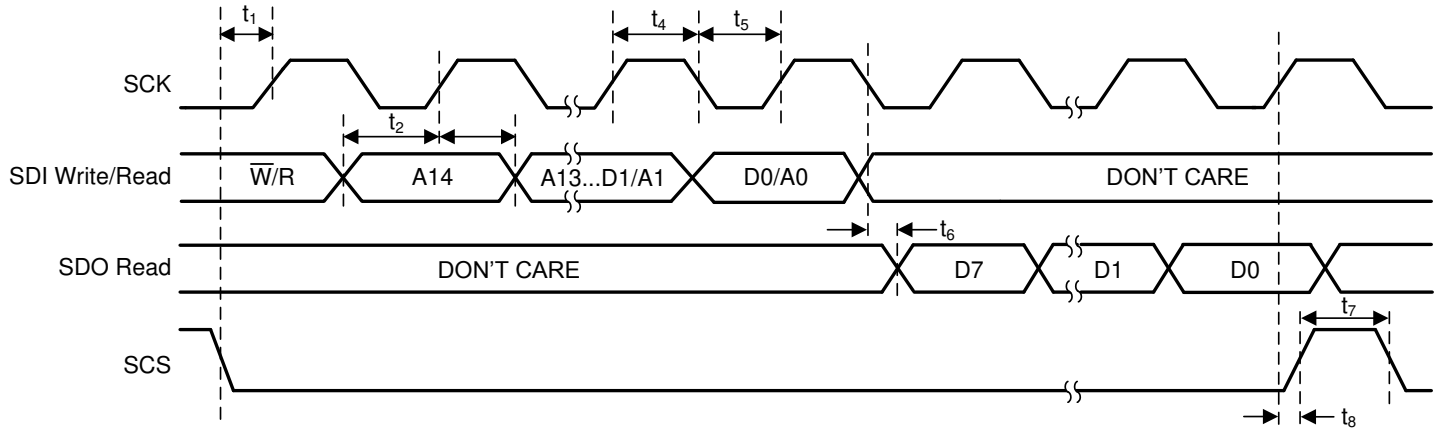 t1
t4
t5
SCK
t2
SDI Write/Read
W̅/R
A14
A13...D1/A1
D0/A0
DON'T CARE
t6
SDO Read
DON'T CARE
D7
D1
D0
t7
SCS
t8